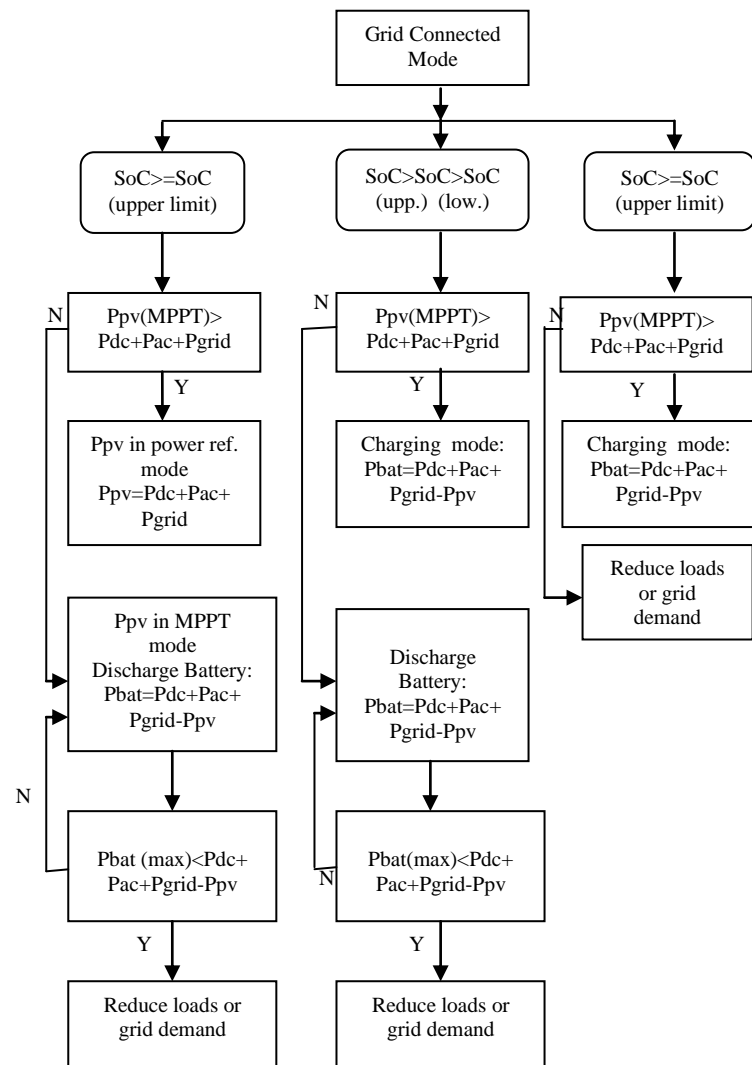 Grid Connected
Mode
SoC>=SoC
(upper limit)
SoC>SoC>SoC
(upp.) (low.)
SoC>=SoC
(upper limit)
N
Ppv(MPPT)>
Pdc+Pac+Pgrid
Y
N
Ppv(MPPT)>
Pdc+Pac+Pgrid
Y
N
Ppv(MPPT)>
Pdc+Pac+Pgrid
Y
Ppv in power ref.
mode
Ppv=Pdc+Pac+
Pgrid
Charging mode:
Pbat=Pdc+Pac+
Pgrid-Ppv
Charging mode:
Pbat=Pdc+Pac+
Pgrid-Ppv
Reduce loads
or grid
demand
Ppv in MPPT
mode
Discharge Battery:
Pbat=Pdc+Pac+
Pgrid-Ppv
Discharge
Battery:
Pbat=Pdc+Pac+
Pgrid-Ppv
N
Pbat (max)<Pdc+
Pac+Pgrid-Ppv
Y
N
Pbat(max)<Pdc+
Pac+Pgrid-Ppv
Y
Reduce loads or
grid demand
Reduce loads or
grid demand